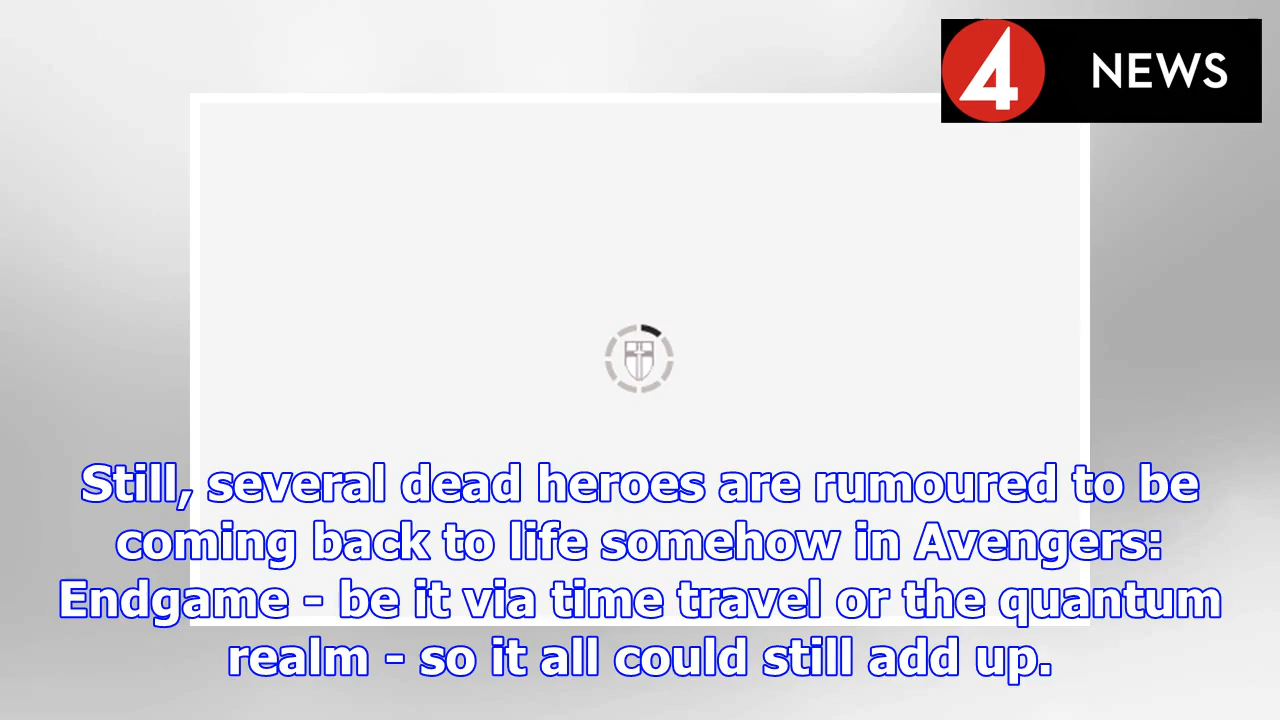 4 NEWS
Still, several dead heroes are rumoured to be
coming back to life somehow in Avengers:
Endgame - be it via time travel or the quantum
realm - so it all could still add up.